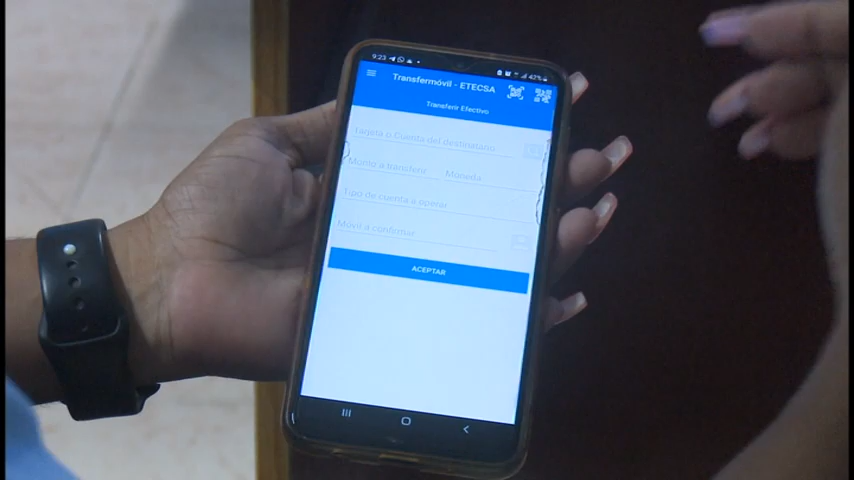 9:23 42%
Transfermóvil - ETECSA
Transferir Efectivo
Tarjeta o Cuenta del destinatario
Monto a transferir Moneda
Tipo de cuenta a operar
Móvil a confirmar
ACEPTAR